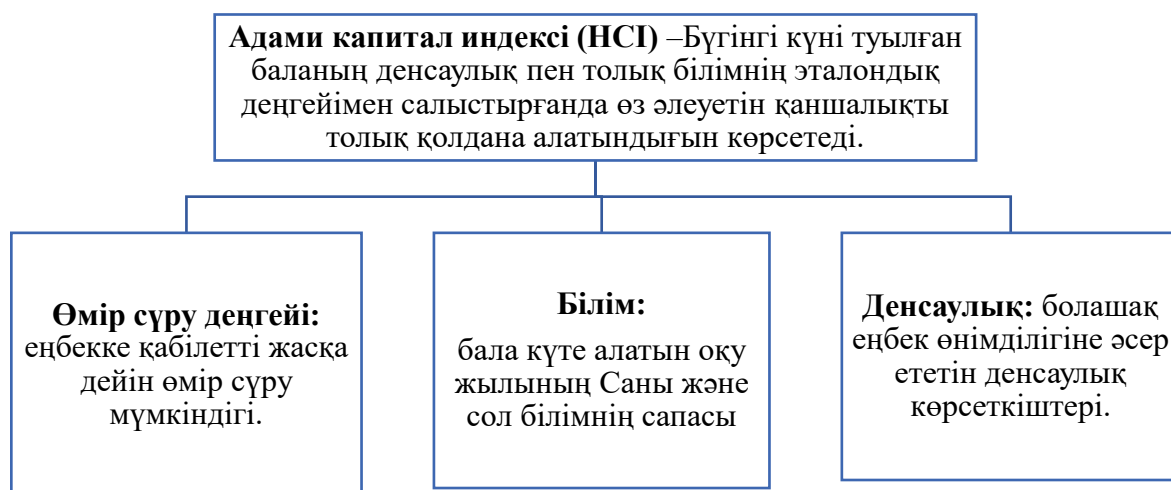 Адами капитал индексі (HCI) –Бүгінгі күні туылған
баланың денсаулық пен толық білімнің эталондық
деңгейімен салыстырғанда өз әлеуетін қаншалықты
толық қолдана алатындығын көрсетеді.
Өмір сүру деңгейі:
еңбекке қабілетті жасқа
дейін өмір сүру
мүмкіндігі.
Білім:
бала күте алатын оқу
жылының Саны және
сол білімнің сапасы
Денсаулық: болашақ
еңбек өнімділігіне әсер
ететін денсаулық
көрсеткіштері.